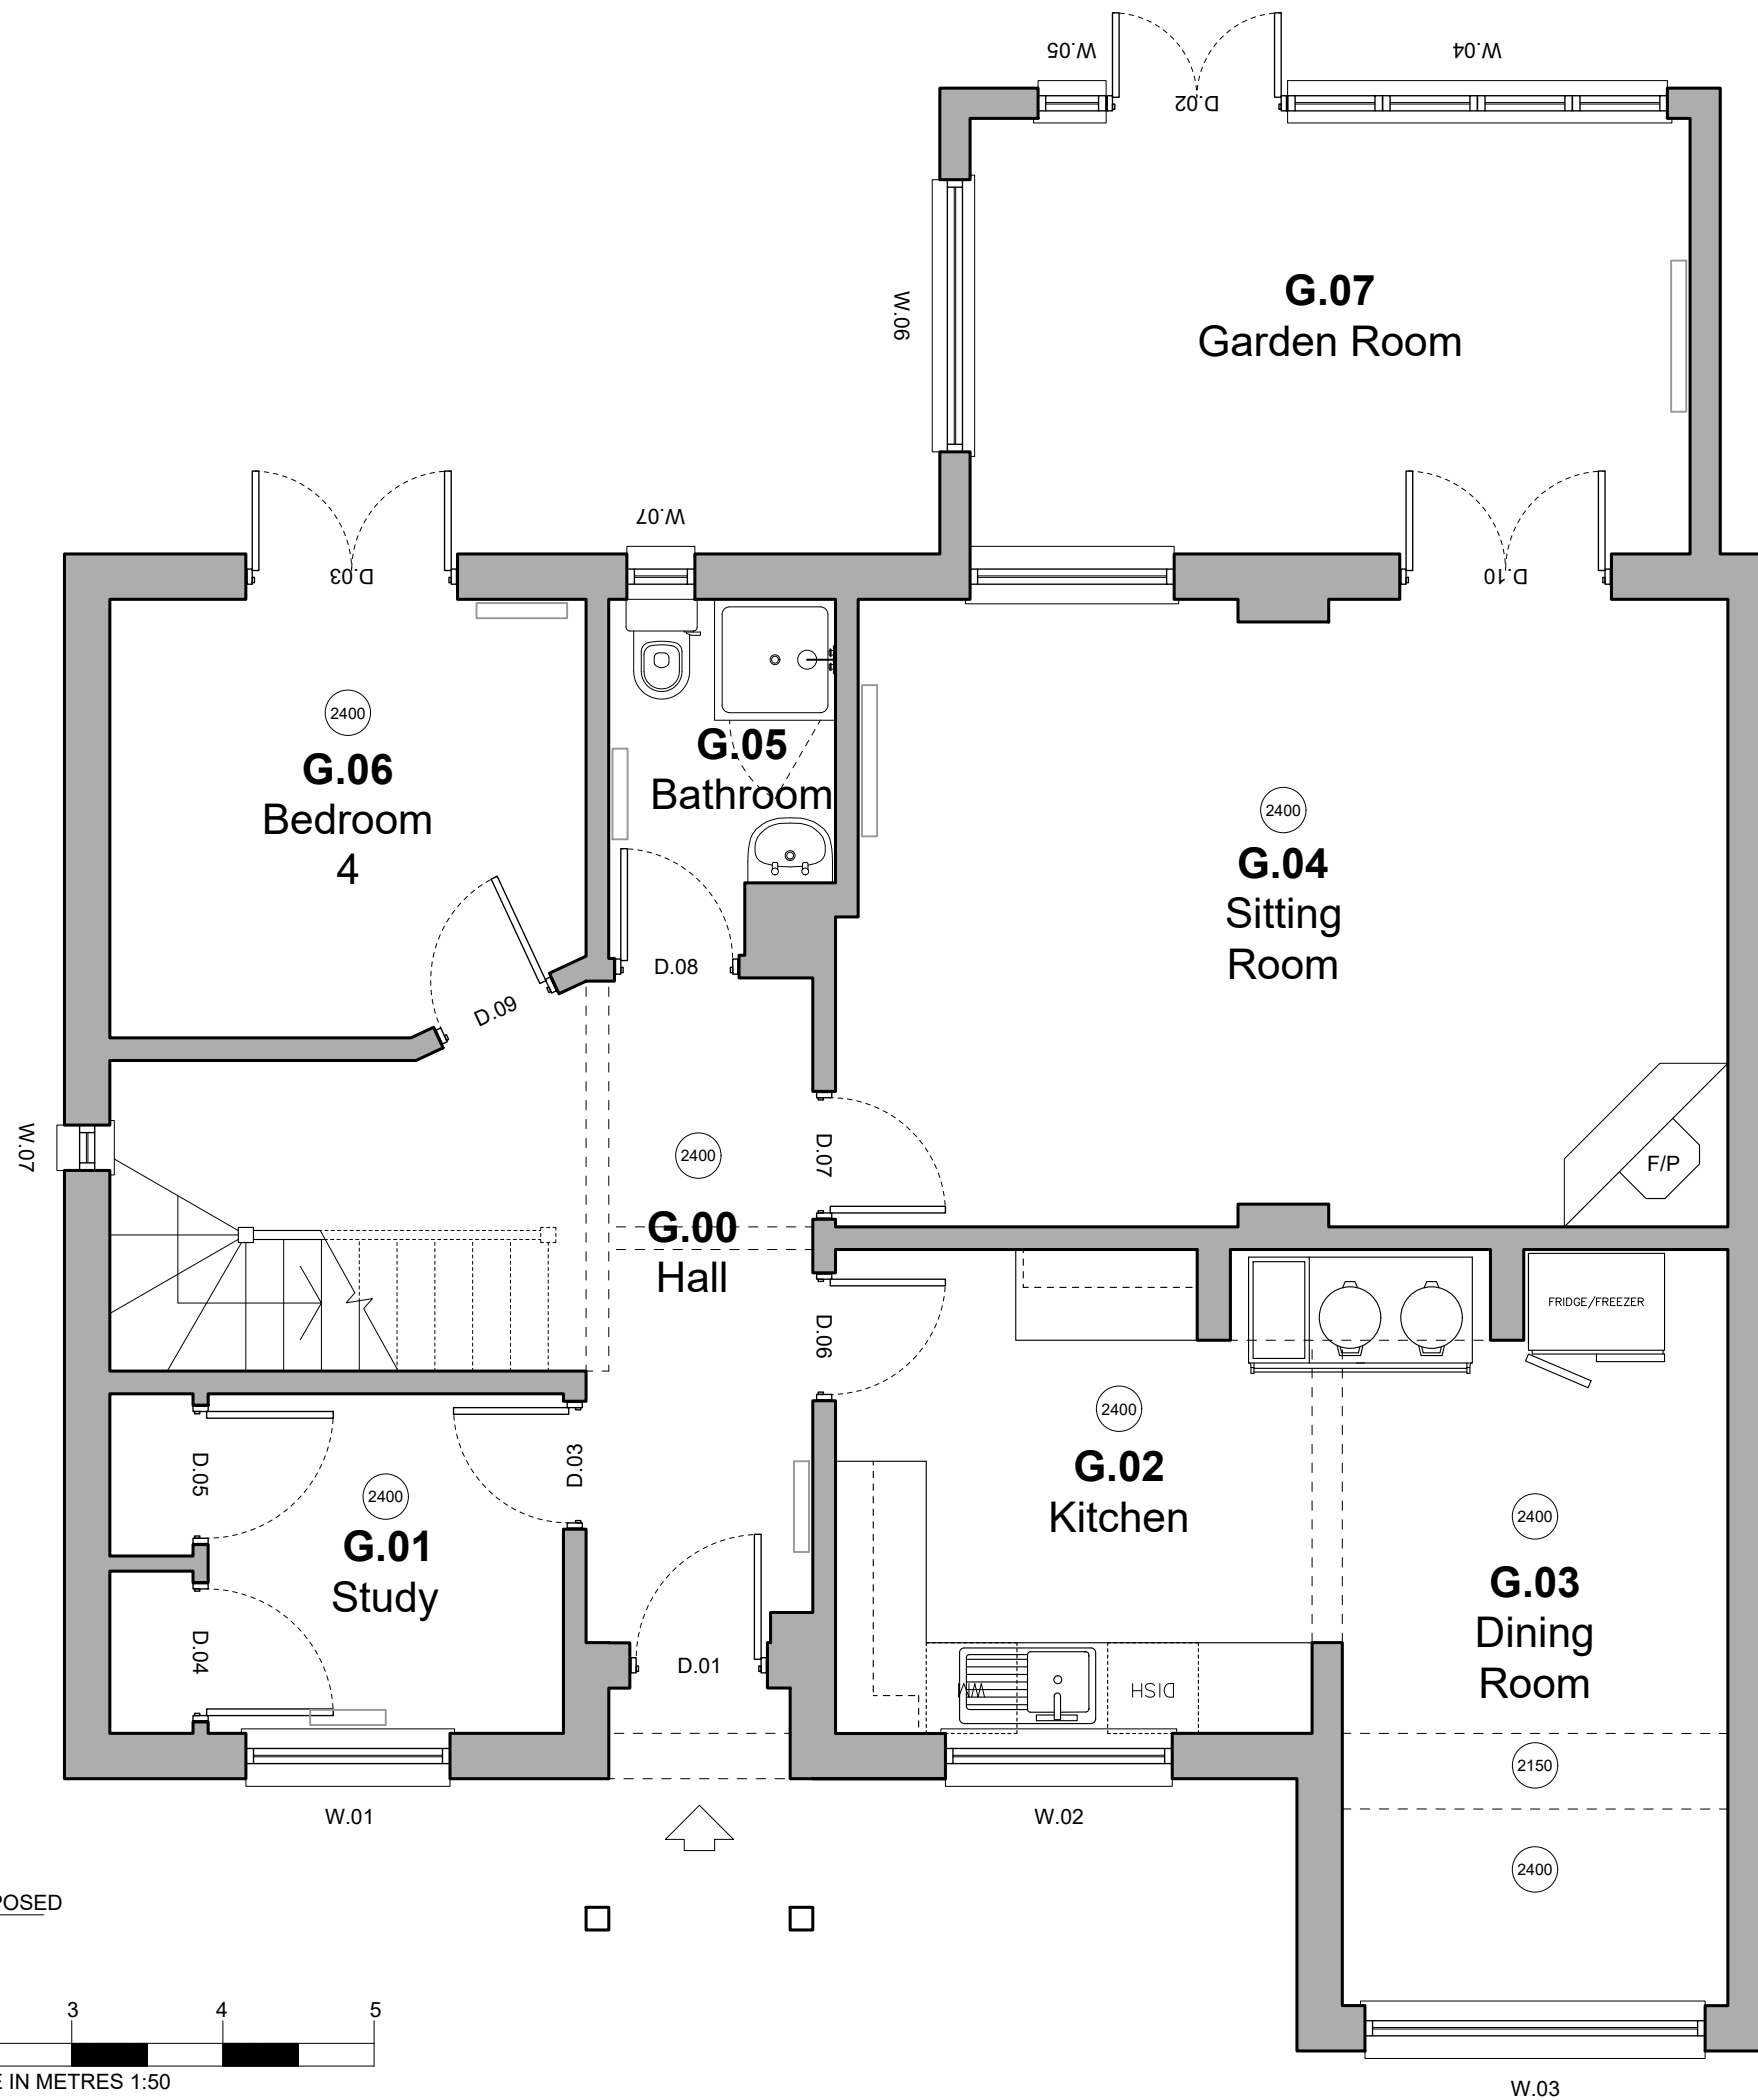 W.05
W.04
D.02
G.07
Garden Room
W.06
W.07
D.03
D.10
2400
G.06
Bedroom
4
G.05
Bathroom
2400
G.04
Sitting
Room
D.08
D.09
W.07
2400
D.07
F/P
G.00
Hall
FRIDGE/FREEZER
D.06
2400
G.02
Kitchen
D.05
D.03
2400
G.01
Study
2400
G.03
Dining
Room
D.04
D.01
WM
DISH
2150
W.01
W.02
2400
POSED
3 4 5
E IN METRES 1:50
W.03